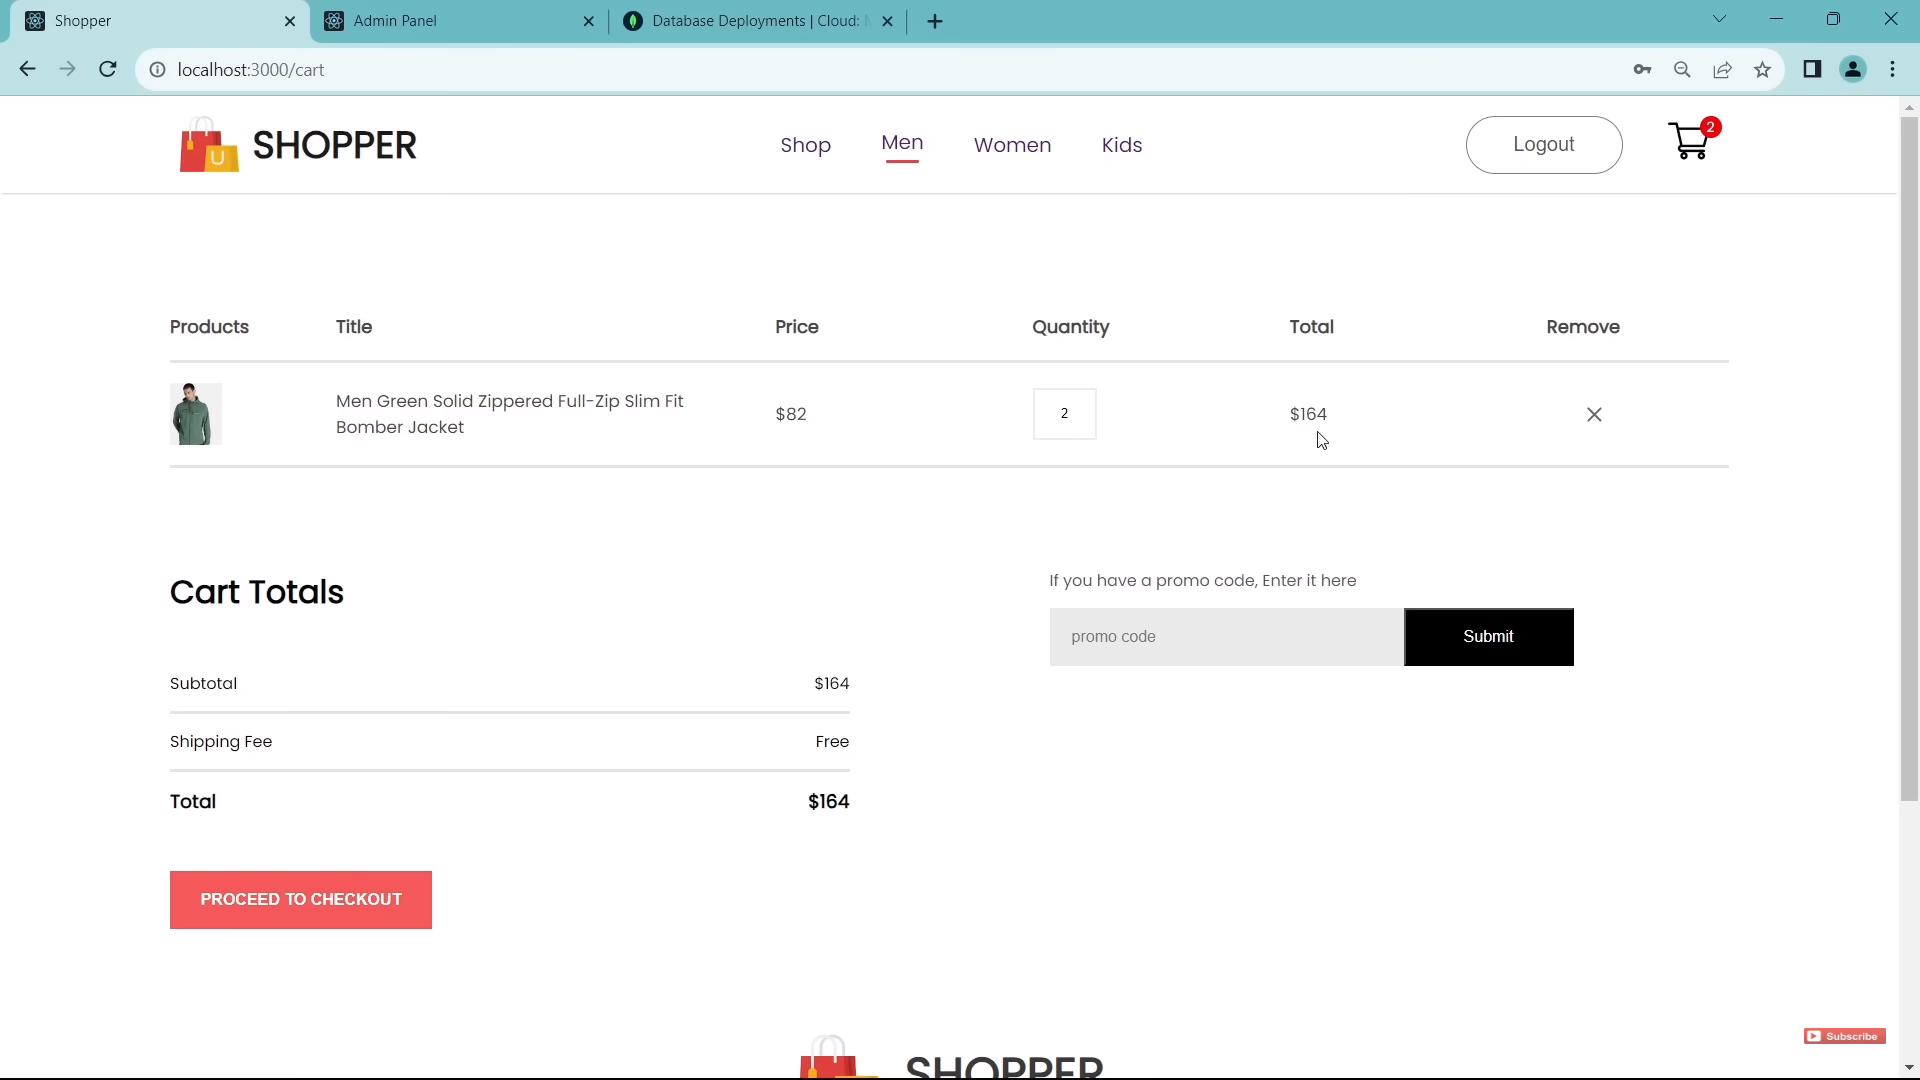 Shopper
Admin Panel
Database Deployments | Cloud: M
localhost:3000/cart
SHOPPER
Shop
Men
Women
Kids
Logout
2
Products
Title
Price
Quantity
Total
Remove
Men Green Solid Zippered Full-Zip Slim Fit
Bomber Jacket
$82
2
$164
Cart Totals
Subtotal
$164
Shipping Fee
Free
Total
$164
PROCEED TO CHECKOUT
If you have a promo code, Enter it here
promo code
Submit
Subscribe
SHOPPER